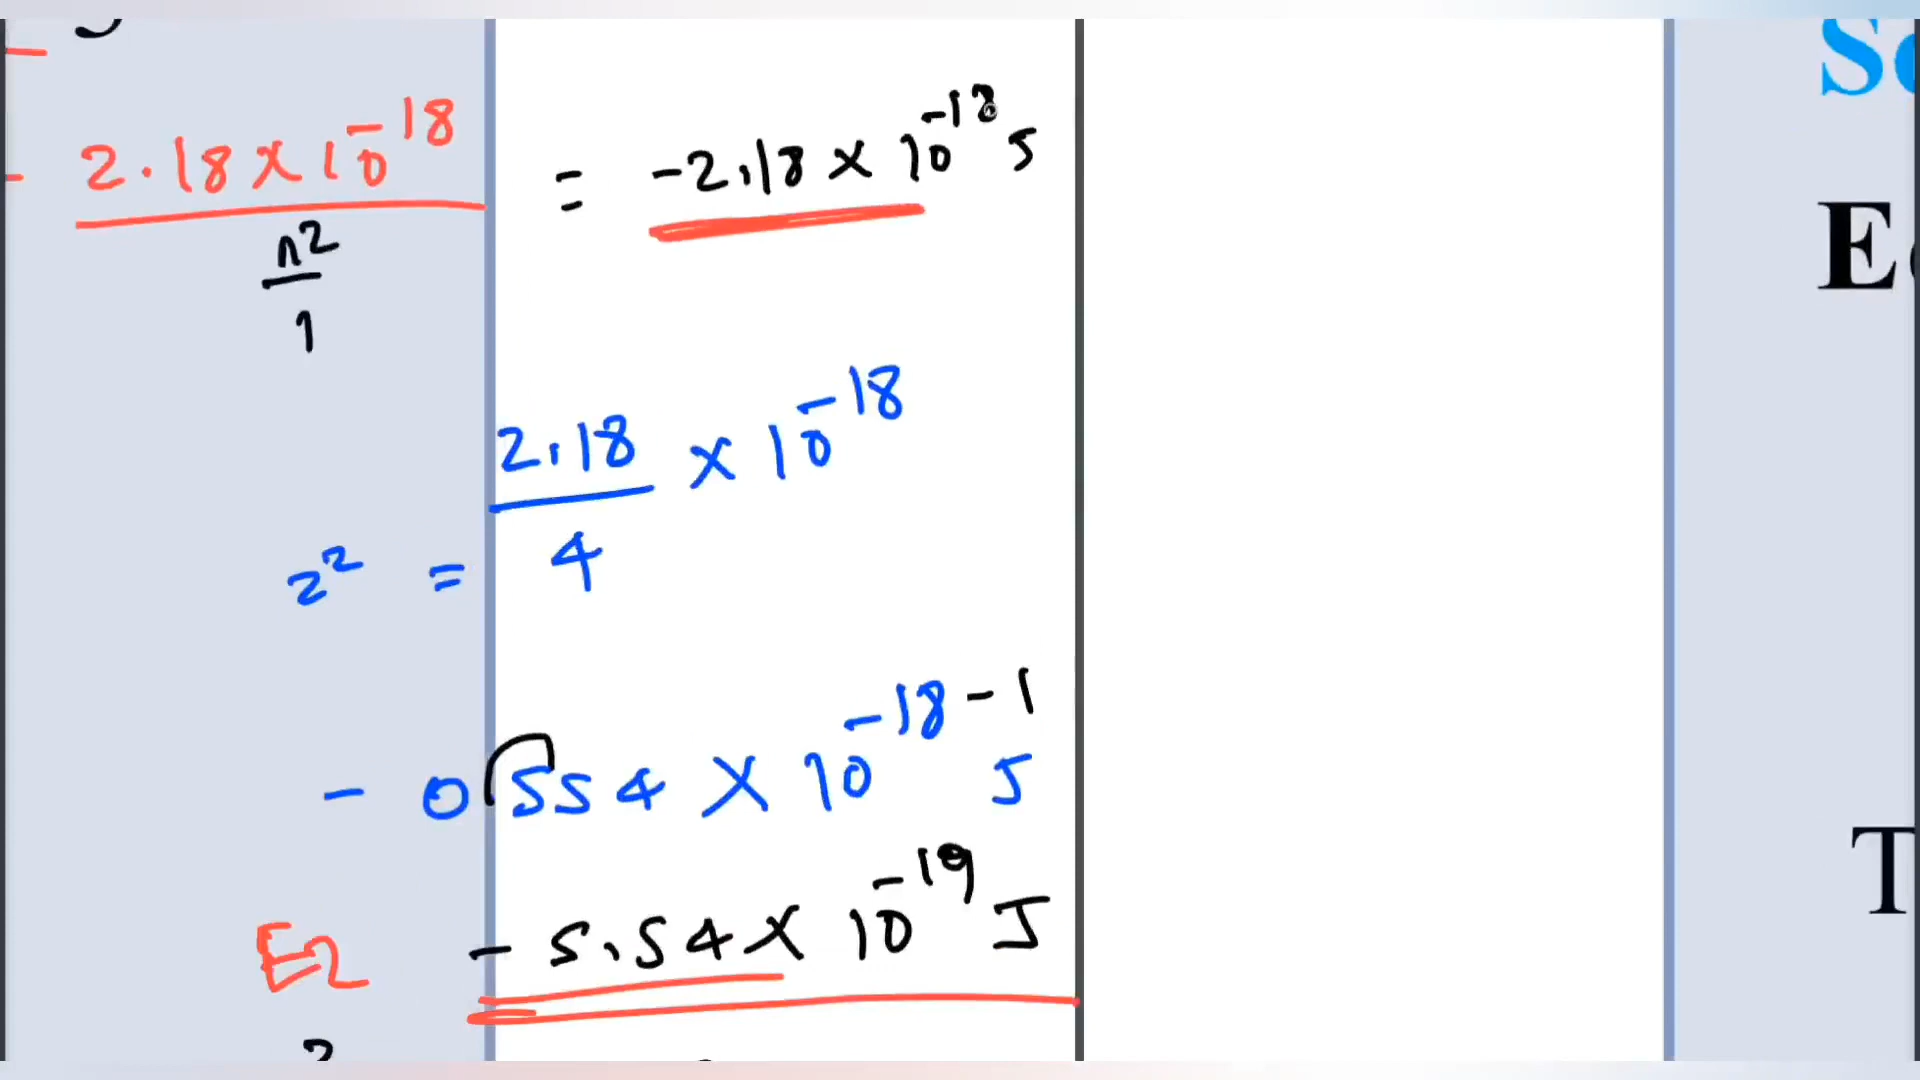 - 2.18 × 10⁻¹⁸ = -2.18 × 10⁻¹⁸ J
n²
1
2.18 × 10⁻¹⁸
2² = 4
- 0.554 × 10⁻¹⁸⁻¹ J
E2 - 5.54 × 10⁻¹⁹ J